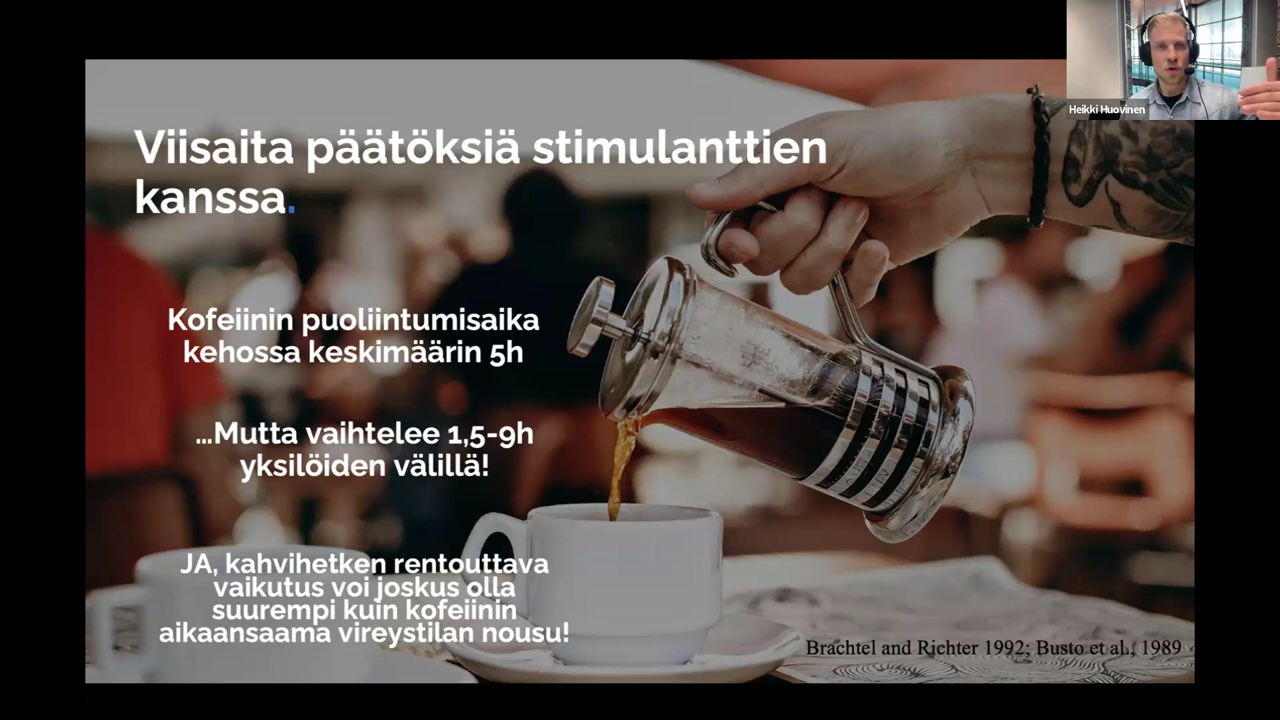 Heikki Huovinen
Viisaita päätöksiä stimulanttien
kanssa.
Kofeiinin puoliintumisaika
kehossa keskimäärin 5h
...Mutta vaihtelee 1,5-9h
yksilöiden välillä!
JA, kahvihetken rentouttava
vaikutus voi joskus olla
suurempi kuin kofeiinin
aikaansaama vireystilan nousu!
Brachtel and Richter 1992; Busto et al., 1989